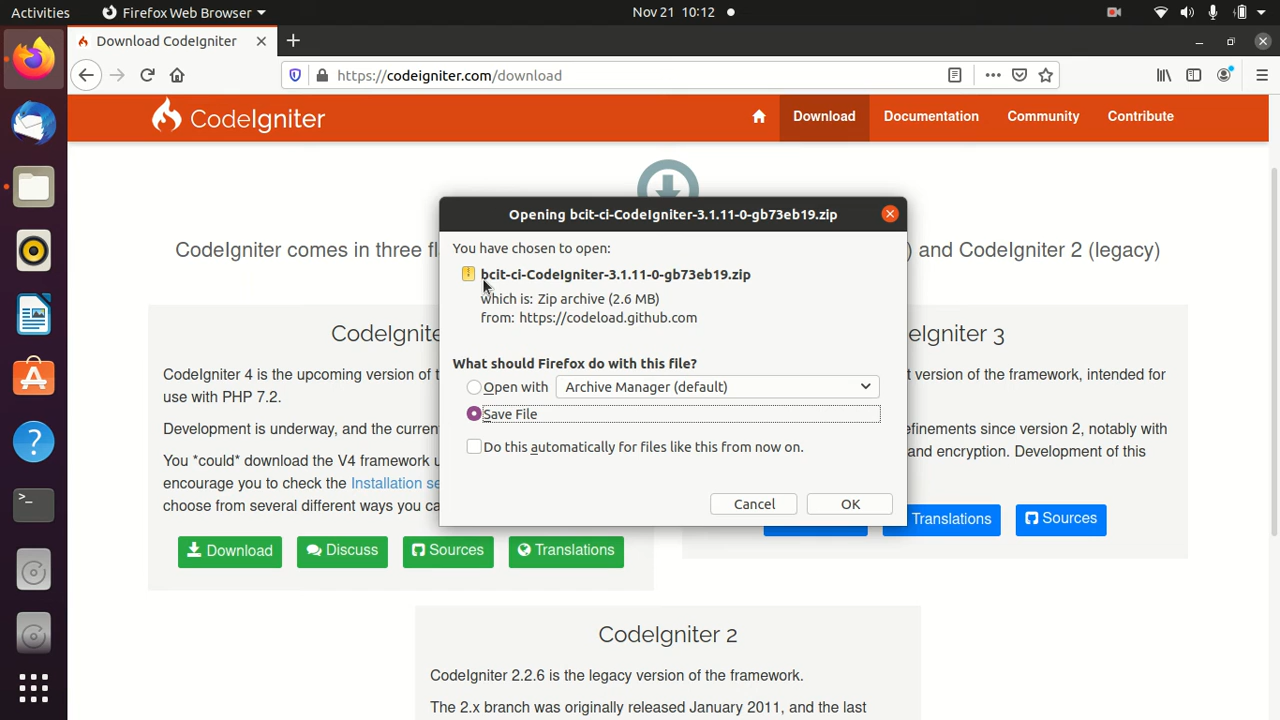 Activities
Firefox Web Browser
Nov 21 10:12
Download CodeIgniter
https://codeigniter.com/download
CodeIgniter
Download
Documentation
Community
Contribute
Opening bcit-ci-CodeIgniter-3.1.11-0-gb73eb19.zip
You have chosen to open:
bcit-ci-CodeIgniter-3.1.11-0-gb73eb19.zip
which is: Zip archive (2.6 MB)
from: https://codeload.github.com
What should Firefox do with this file?
Open with
Archive Manager (default)
Save File
Do this automatically for files like this from now on.
Cancel
OK
CodeIgniter comes in three
) and CodeIgniter 2 (legacy)
CodeIgnite
CodeIgniter 4 is the upcoming version of
use with PHP 7.2.
Development is underway, and the curren
You *could* download the V4 framework
encourage you to check the Installation se
choose from several different ways you ca
Download
Discuss
Sources
Translations
eIgniter 3
version of the framework, intended for
efinements since version 2, notably with
and encryption. Development of this
Translations
Sources
CodeIgniter 2
CodeIgniter 2.2.6 is the legacy version of the framework.
The 2.x branch was originally released January 2011, and the last